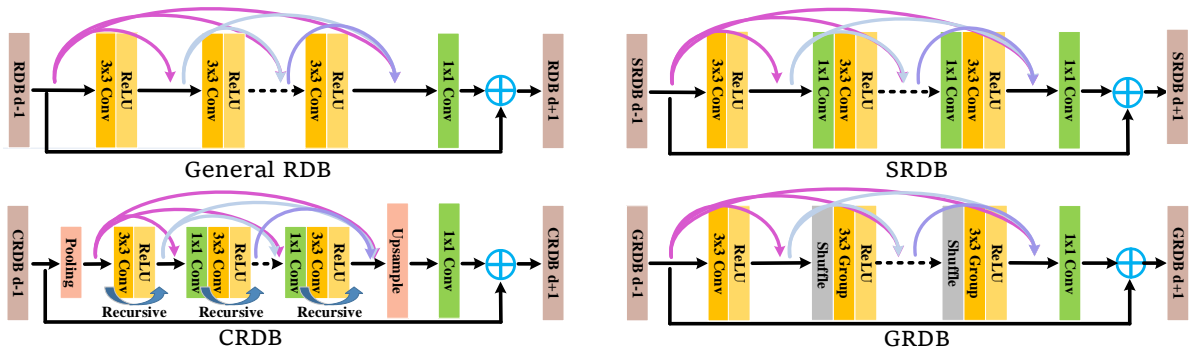 RDB d-1
3x3 Conv
ReLU
3x3 Conv
ReLU
3x3 Conv
ReLU
1x1 Conv
RDB d+1
General RDB
SRDB d-1
3x3 Conv
ReLU
1x1 Conv
3x3 Conv
ReLU
1x1 Conv
3x3 Conv
ReLU
1x1 Conv
SRDB d+1
SRDB
CRDB d-1
Pooling
3x3 Conv
ReLU
1x1 Conv
3x3 Conv
ReLU
1x1 Conv
3x3 Conv
ReLU
Upsample
1x1 Conv
CRDB d+1
Recursive
Recursive
Recursive
CRDB
GRDB d-1
3x3 Conv
ReLU
Shuffle
3x3 Group
ReLU
Shuffle
3x3 Group
ReLU
1x1 Conv
GRDB d+1
GRDB